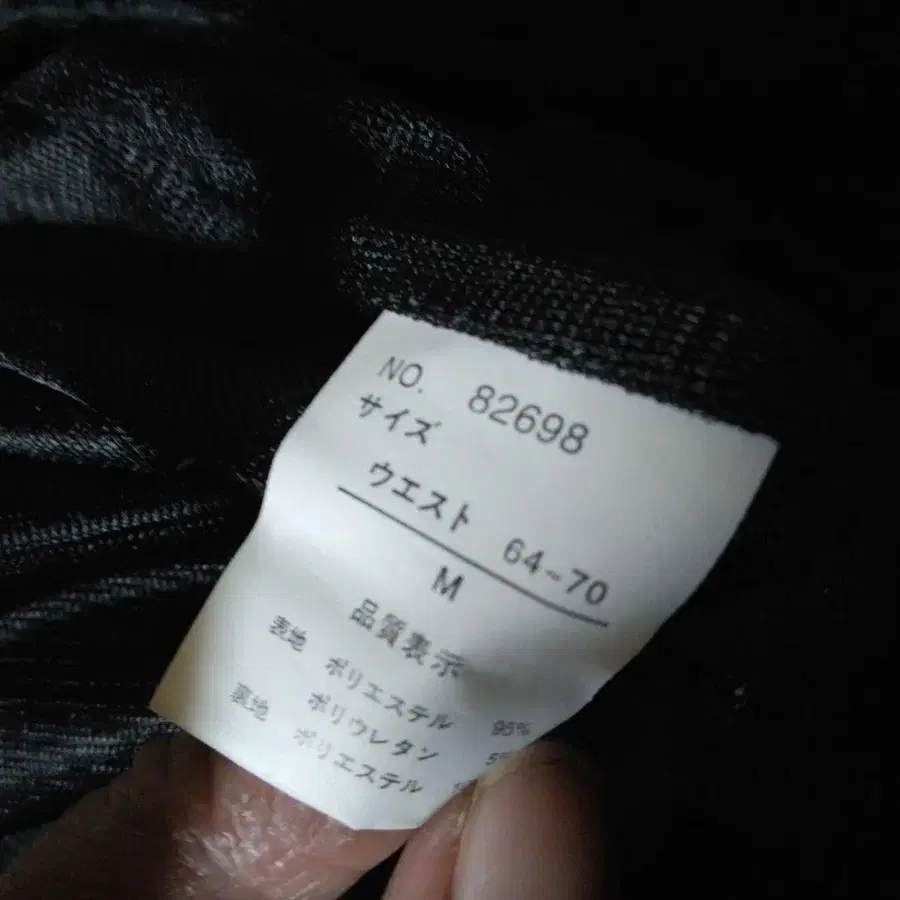 NO. 82698
サイズ
ウエスト 64~70
M
品質表示
表地 ポリエステル 95%
ポリウレタン
裏地 ポリエステル